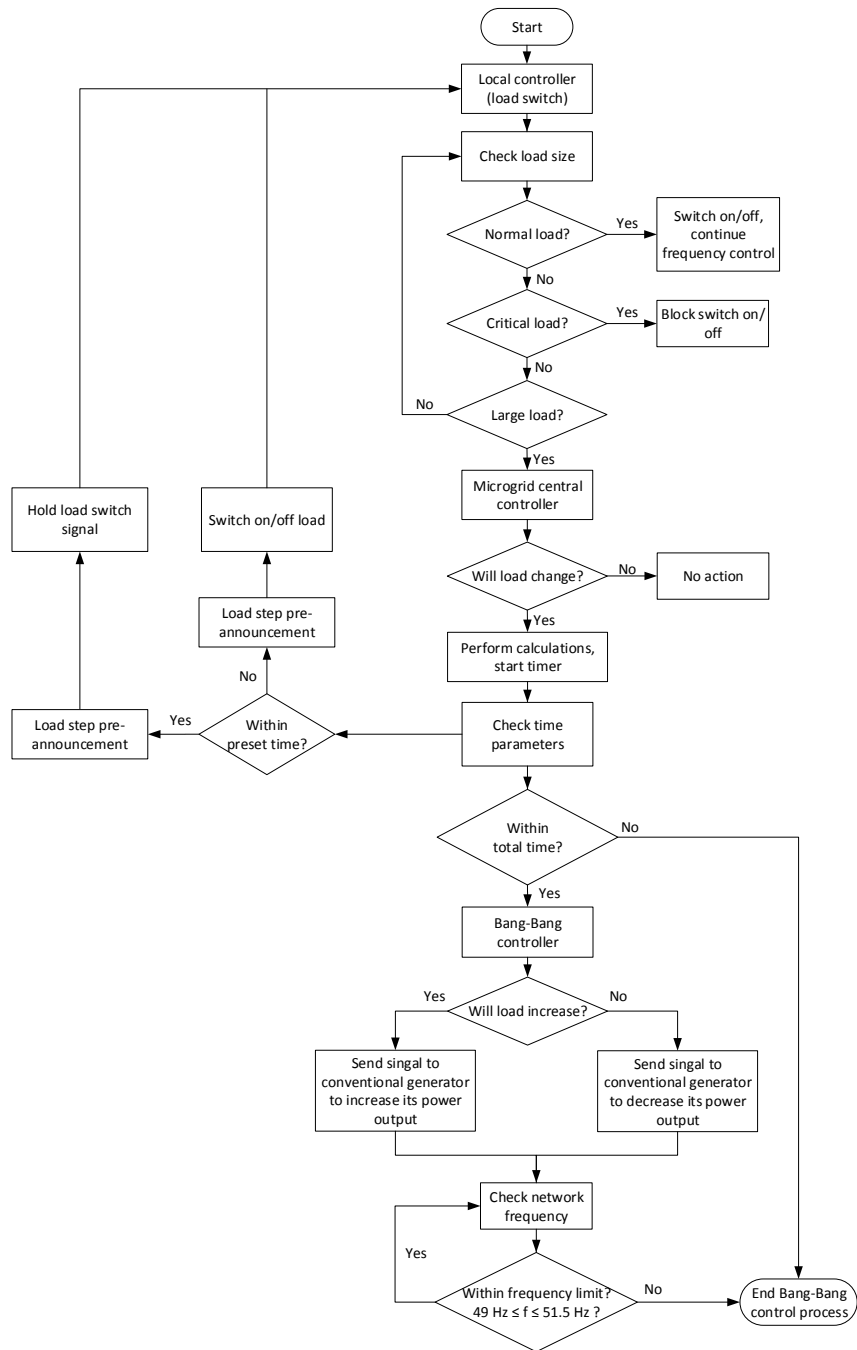 Start
Local controller
(load switch)
Check load size
Normal load?
Yes
Switch on/off,
continue
frequency control
No
Critical load?
Yes
Block switch on/
off
No
Large load?
No
Yes
Hold load switch
signal
Switch on/off load
Microgrid central
controller
Will load change?
No
No action
Yes
Load step pre-
announcement
Perform calculations,
start timer
No
Load step pre-
announcement
Yes
Within
preset time?
Check time
parameters
Within
total time?
No
Yes
Bang-Bang
controller
Yes
Will load increase?
No
Send singal to
conventional generator
to increase its power
output
Send singal to
conventional generator
to decrease its power
output
Check network
frequency
Yes
Within frequency limit?
49 Hz ≤ f ≤ 51.5 Hz ?
No
End Bang-Bang
control process